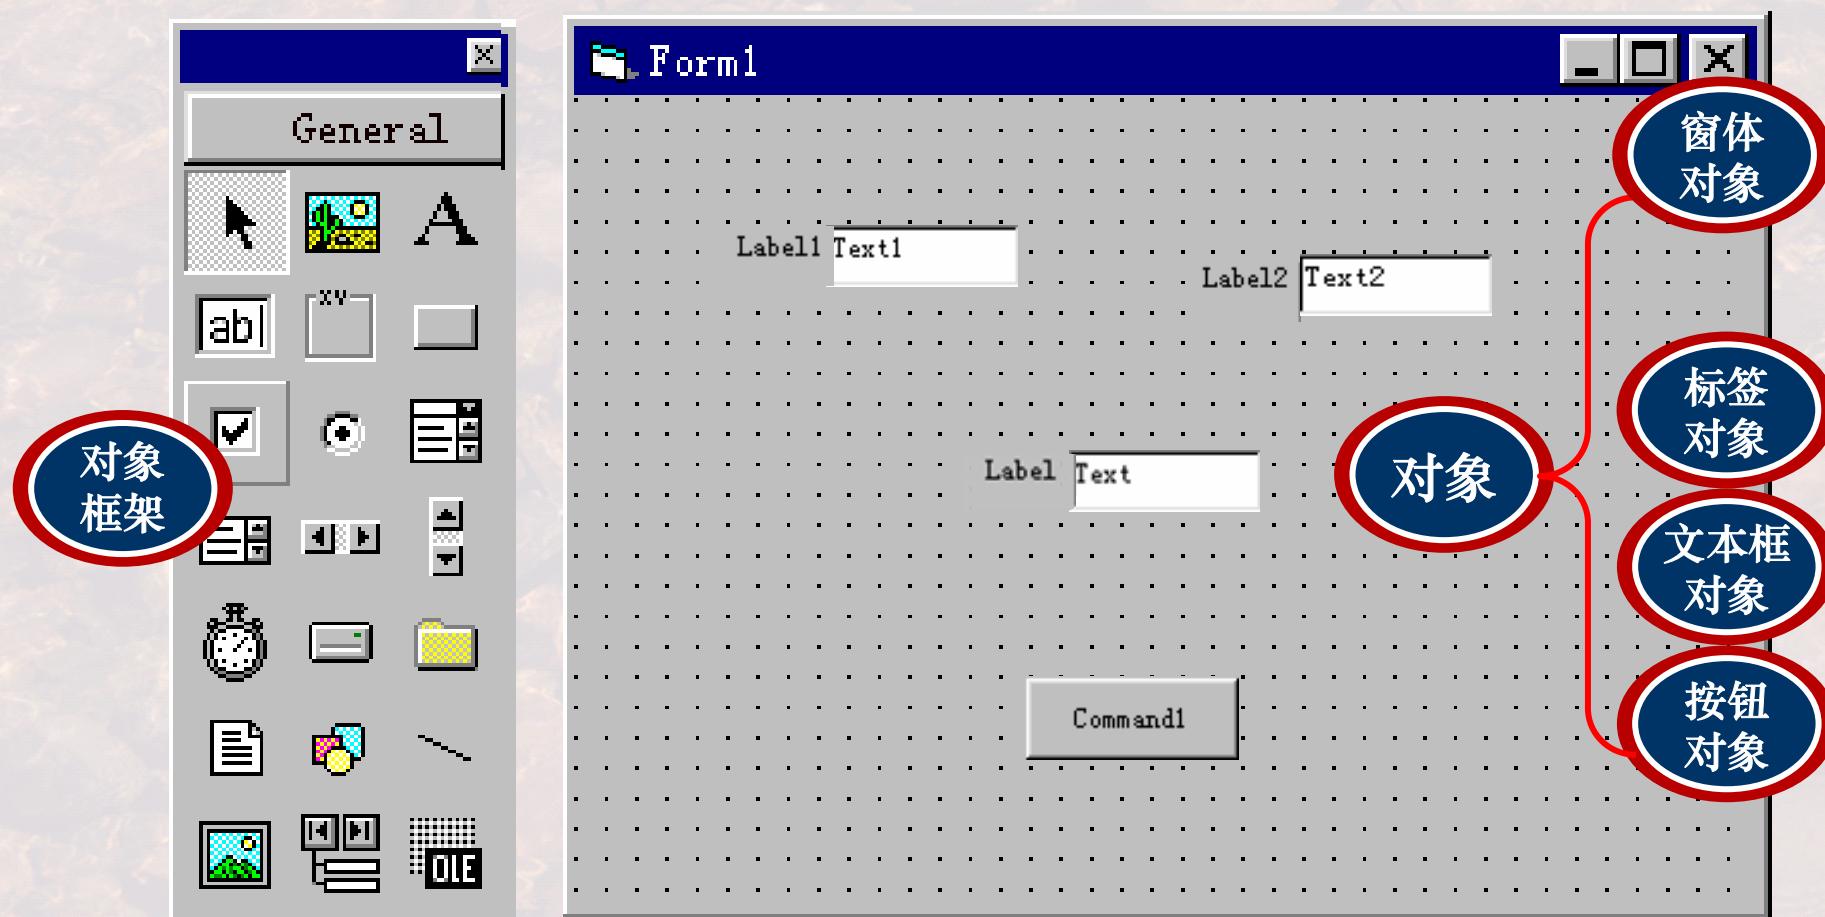 General
ab
xv
OLE
对象
框架
Form1
Label1 Text1
Label2 Text2
Label Text
Command1
对象
窗体
对象
标签
对象
文本框
对象
按钮
对象